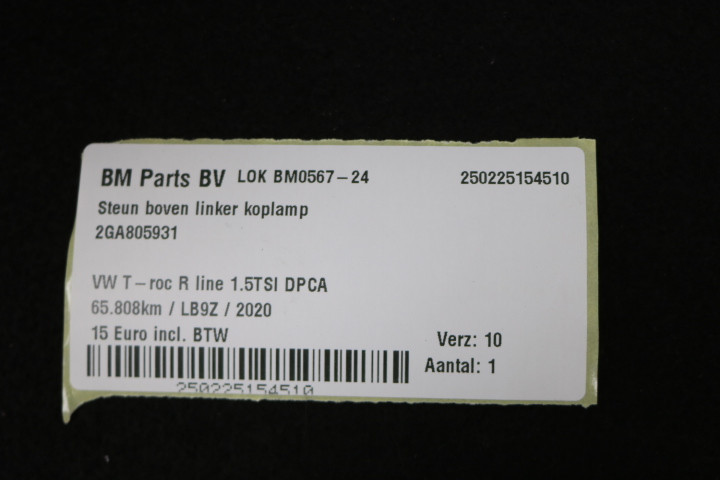 BM Parts BV LOK BM0567-24 250225154510
Steun boven linker koplamp
2GA805931
VW T-roc R line 1.5TSI DPCA
65.808km / LB9Z / 2020
15 Euro incl. BTW
Verz: 10
Aantal: 1
250225154510